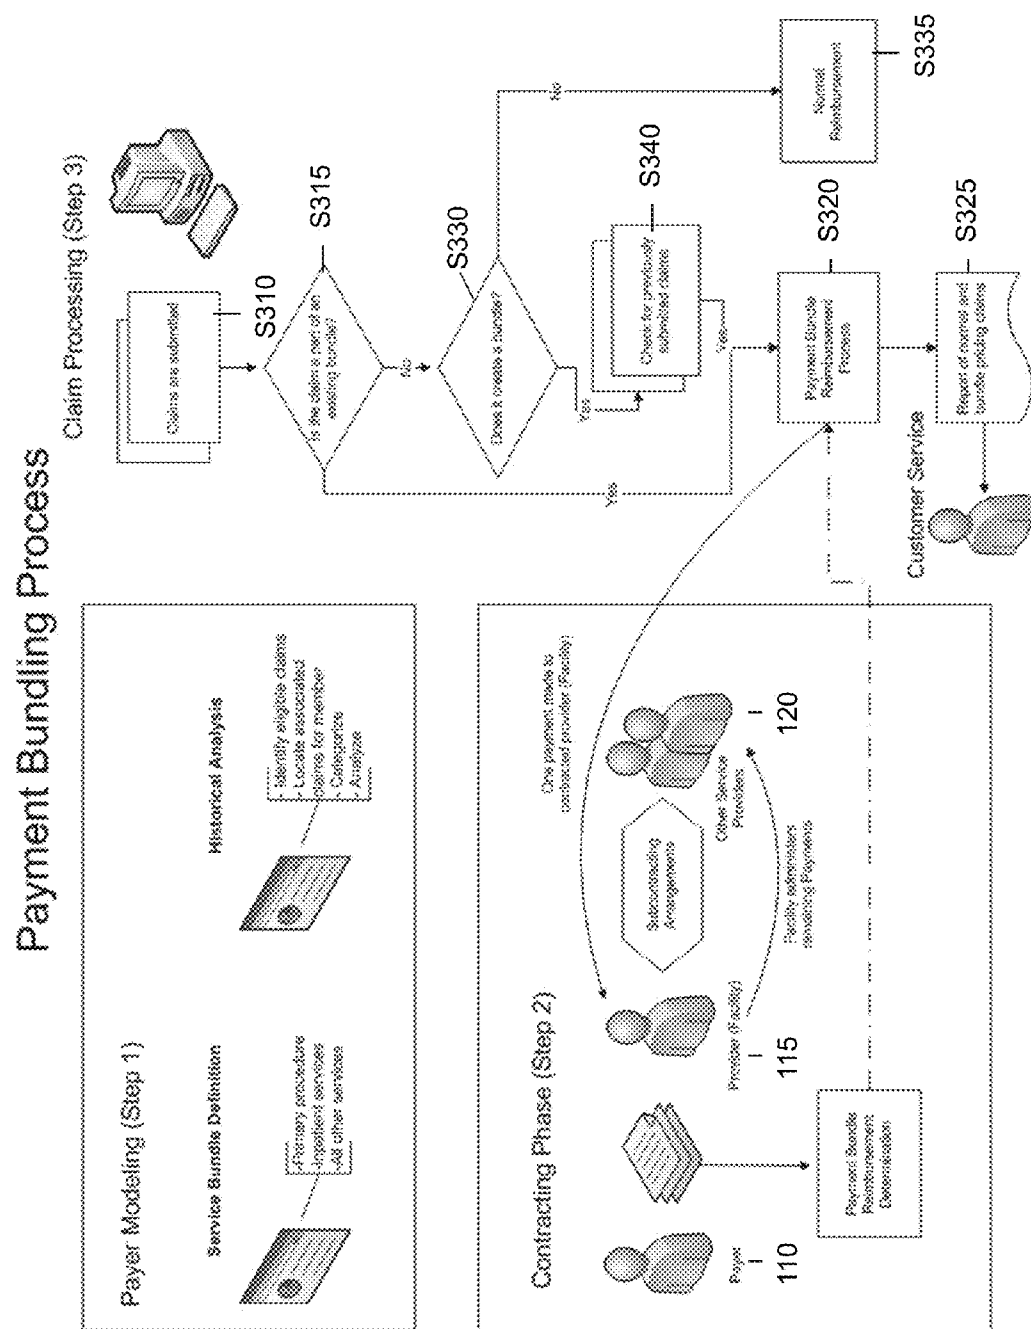 Payment Bundling Process
Payer Modeling (Step 1)
Service Bundle Definition
-Primary procedure
-Inpatient services
-All other services
Historical Analysis
- Identify eligible claims
- Locate associated
claims for member
- Categorize
- Analyze
Contracting Phase (Step 2)
Payer
110
Provider (Facility)
115
Subcontracting
Arrangements
Other Service
Providers
120
One payment made to
contracted provider (Facility)
Facility administers
rendering Payments
Payment Bundle
Reimbursement
Determination
Claim Processing (Step 3)
Claims are submitted
S310
Is the claim a part of an
existing bundle?
S315
No
Yes
Does it create a bundle?
S330
Yes
No
Check for previously
submitted claims
S340
Yes
Payment Bundle
Reimbursement
Process
S320
Normal
Reimbursement
S335
Report of normal and
bundle pricing claims
S325
Customer Service